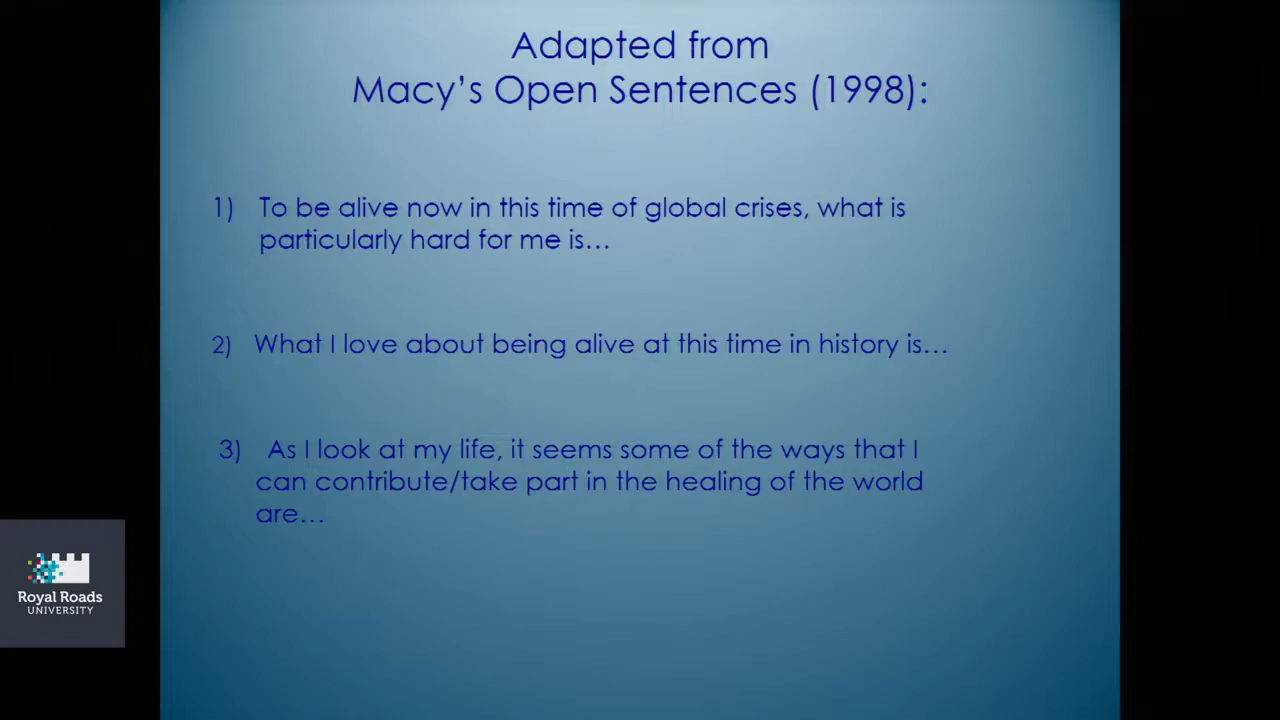 Adapted from
Macy's Open Sentences (1998):
1) To be alive now in this time of global crises, what is
particularly hard for me is…
2) What I love about being alive at this time in history is…
3) As I look at my life, it seems some of the ways that I
can contribute/take part in the healing of the world
are…
Royal Roads
UNIVERSITY